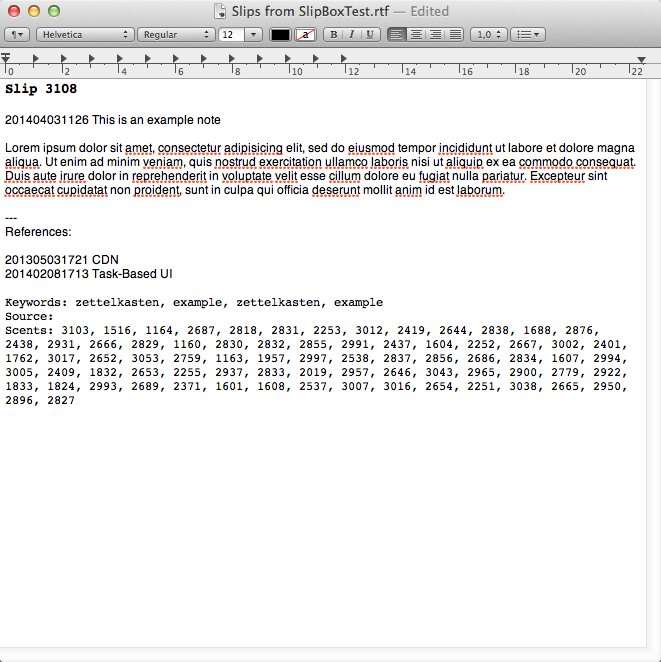 Slips from SlipBoxTest.rtf — Edited
¶ Helvetica Regular 12 a B I U 1,0
0 2 4 6 8 10 12 14 16 18 20 22
Slip 3108
201404031126 This is an example note
Lorem ipsum dolor sit amet, consectetur adipisicing elit, sed do eiusmod tempor incididunt ut labore et dolore magna
aliqua. Ut enim ad minim veniam, quis nostrud exercitation ullamco laboris nisi ut aliquip ex ea commodo consequat.
Duis aute irure dolor in reprehenderit in voluptate velit esse cillum dolore eu fugiat nulla pariatur. Excepteur sint
occaecat cupidatat non proident, sunt in culpa qui officia deserunt mollit anim id est laborum.
---
References:
201305031721 CDN
201402081713 Task-Based UI
Keywords: zettelkasten, example, zettelkasten, example
Source:
Scents: 3103, 1516, 1164, 2687, 2818, 2831, 2253, 3012, 2419, 2644, 2838, 1688, 2876,
2438, 2931, 2666, 2829, 1160, 2830, 2832, 2855, 2991, 2437, 1604, 2252, 2667, 3002, 2401,
1762, 3017, 2652, 3053, 2759, 1163, 1957, 2997, 2538, 2837, 2856, 2686, 2834, 1607, 2994,
3005, 2409, 1832, 2653, 2255, 2937, 2833, 2019, 2957, 2646, 3043, 2965, 2900, 2779, 2922,
1833, 1824, 2993, 2689, 2371, 1601, 1608, 2537, 3007, 3016, 2654, 2251, 3038, 2665, 2950,
2896, 2827